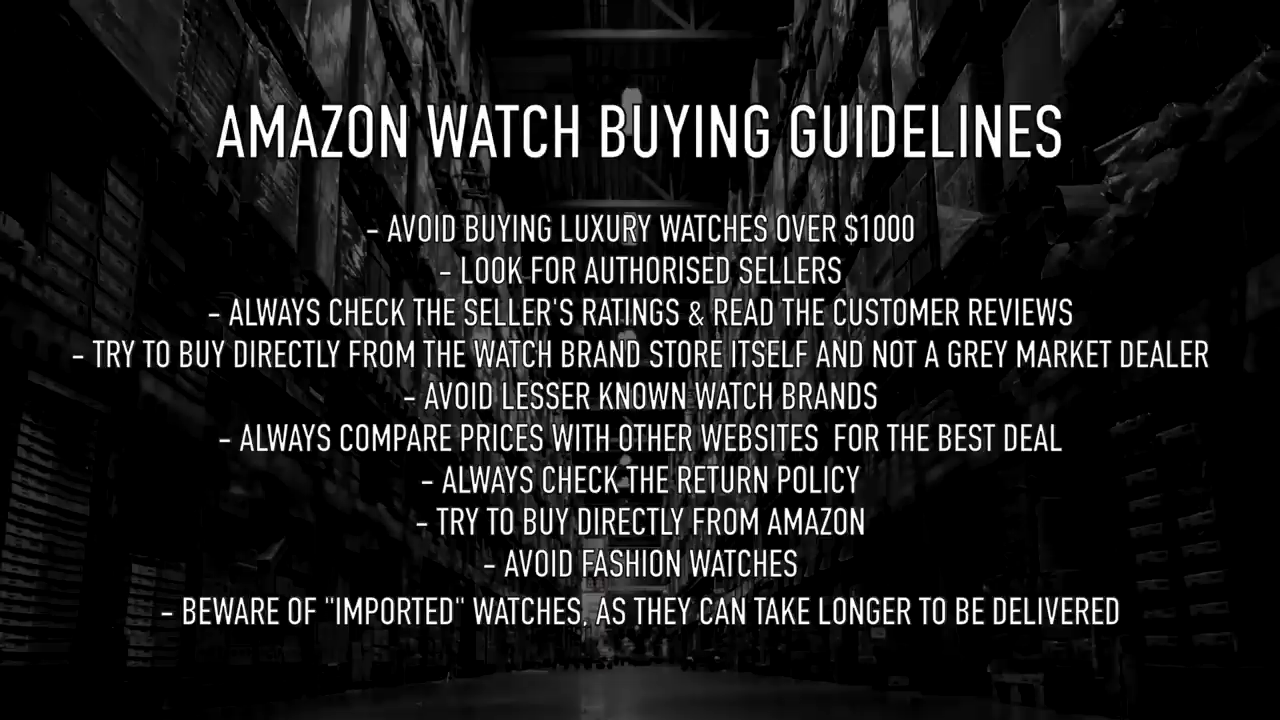 AMAZON WATCH BUYING GUIDELINES
- AVOID BUYING LUXURY WATCHES OVER $1000
- LOOK FOR AUTHORISED SELLERS
- ALWAYS CHECK THE SELLER'S RATINGS & READ THE CUSTOMER REVIEWS
- TRY TO BUY DIRECTLY FROM THE WATCH BRAND STORE ITSELF AND NOT A GREY MARKET DEALER
- AVOID LESSER KNOWN WATCH BRANDS
- ALWAYS COMPARE PRICES WITH OTHER WEBSITES  FOR THE BEST DEAL
- ALWAYS CHECK THE RETURN POLICY
- TRY TO BUY DIRECTLY FROM AMAZON
- AVOID FASHION WATCHES
- BEWARE OF "IMPORTED" WATCHES, AS THEY CAN TAKE LONGER TO BE DELIVERED